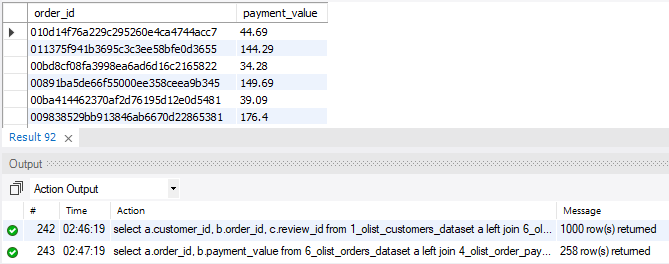 order_id payment_value
010d14f76a229c295260e4ca4744acc7 44.69
011375f941b3695c3c3ee58bfe0d3655 144.29
00bd8cf08fa3998ea6ad6d16c2165822 34.28
00891ba5de66f55000ee358ceea9b345 149.69
00ba414462370af2d76195d12e0d5481 39.09
009838529bb913846ab6670d22865381 176.4
Result 92
Output
Action Output
# Time Action Message
242 02:46:19 select a.customer_id, b.order_id, c.review_id from 1_olist_customers_dataset a left join 6_ol... 1000 row(s) returned
243 02:47:19 select a.order_id, b.payment_value from 6_olist_orders_dataset a left join 4_olist_order_pay... 258 row(s) returned